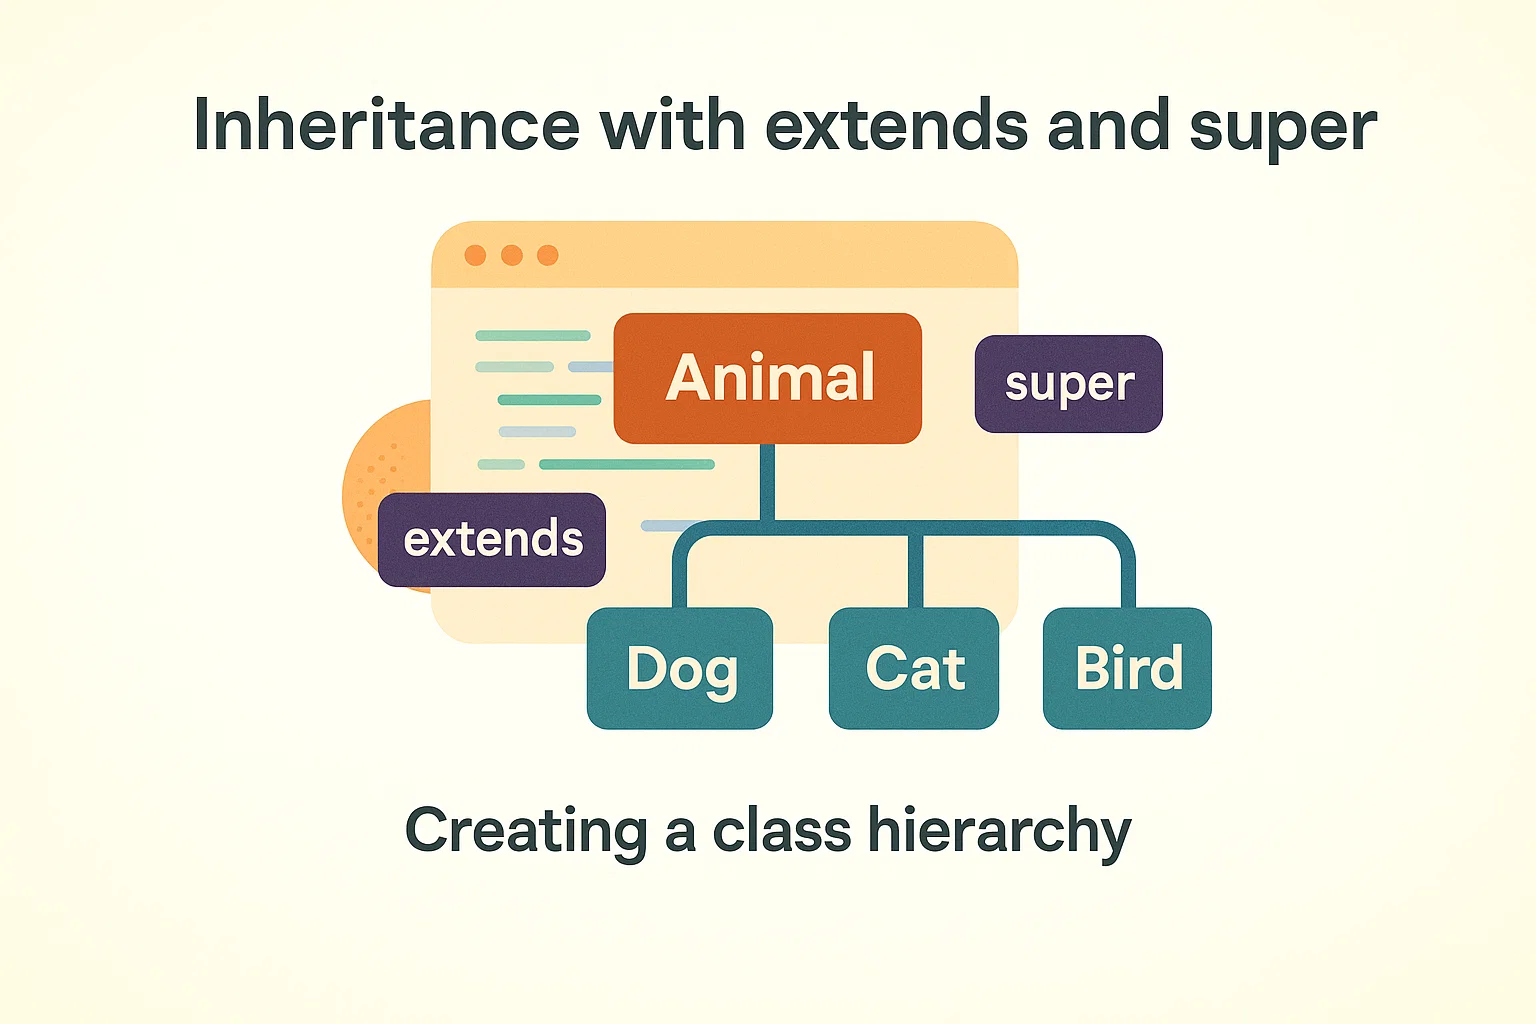 Inheritance with extends and super
Animal
super
extends
Dog
Cat
Bird
Creating a class hierarchy